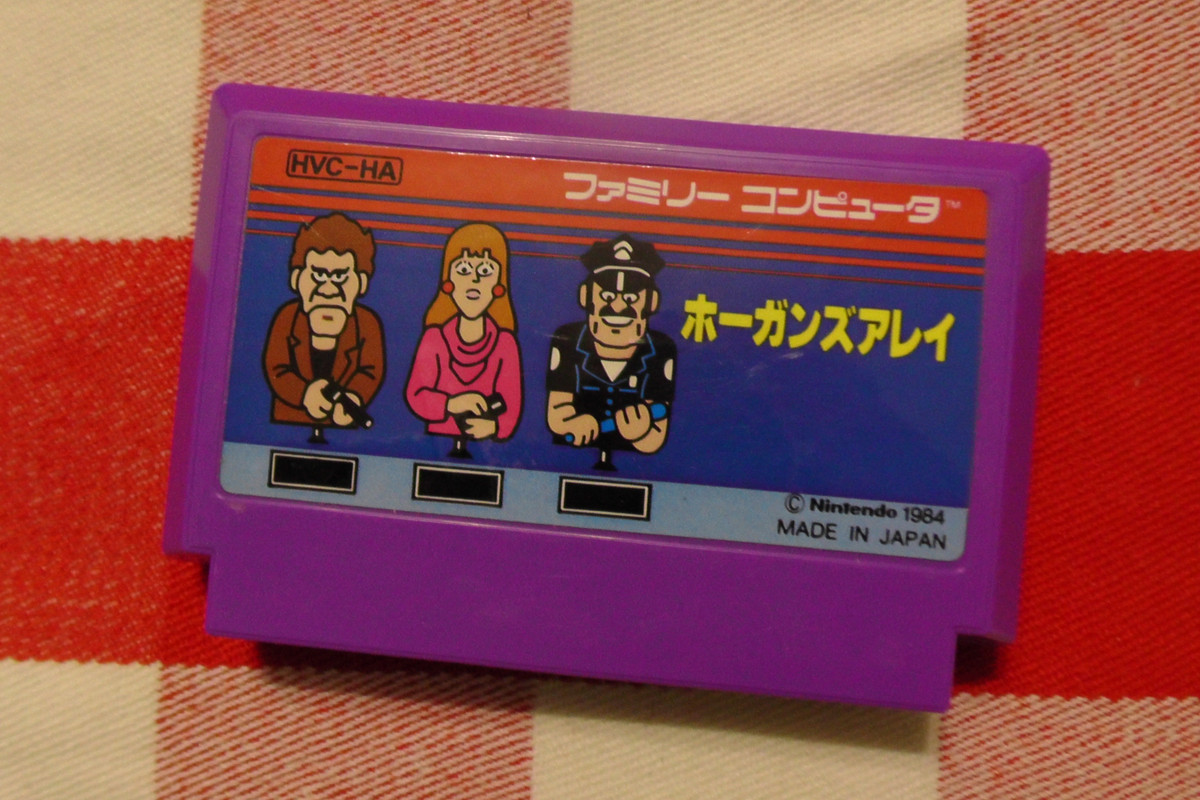 HVC-HA
ファミリー コンピュータ™
ホーガンズアレイ
© Nintendo 1984
MADE IN JAPAN